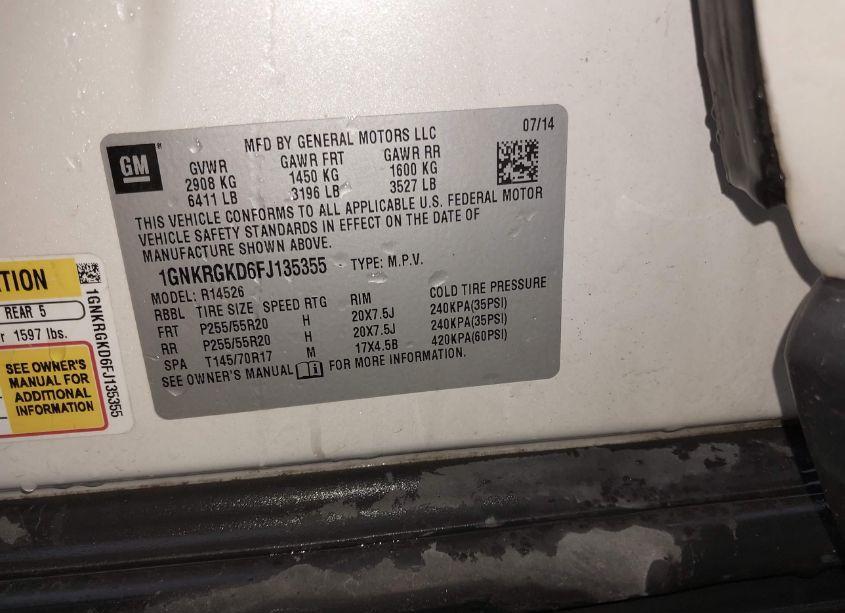 GM
MFD BY GENERAL MOTORS LLC 07/14
GVWR GAWR FRT GAWR RR
2908 KG 1450 KG 1600 KG
6411 LB 3196 LB 3527 LB
THIS VEHICLE CONFORMS TO ALL APPLICABLE U.S. FEDERAL MOTOR
VEHICLE SAFETY STANDARDS IN EFFECT ON THE DATE OF
MANUFACTURE SHOWN ABOVE.
1GNKRGKD6FJ135355 TYPE: M.P.V.
MODEL: R14526
RBBL TIRE SIZE SPEED RTG RIM COLD TIRE PRESSURE
FRT P255/55R20 H 20X7.5J 240KPA(35PSI)
RR P255/55R20 H 20X7.5J 240KPA(35PSI)
SPA T145/70R17 M 17X4.5B 420KPA(60PSI)
SEE OWNER'S MANUAL FOR MORE INFORMATION.
REAR 5
1597 lbs.
SEE OWNER'S
MANUAL FOR
ADDITIONAL
INFORMATION
1GNKRGKD6FJ135355